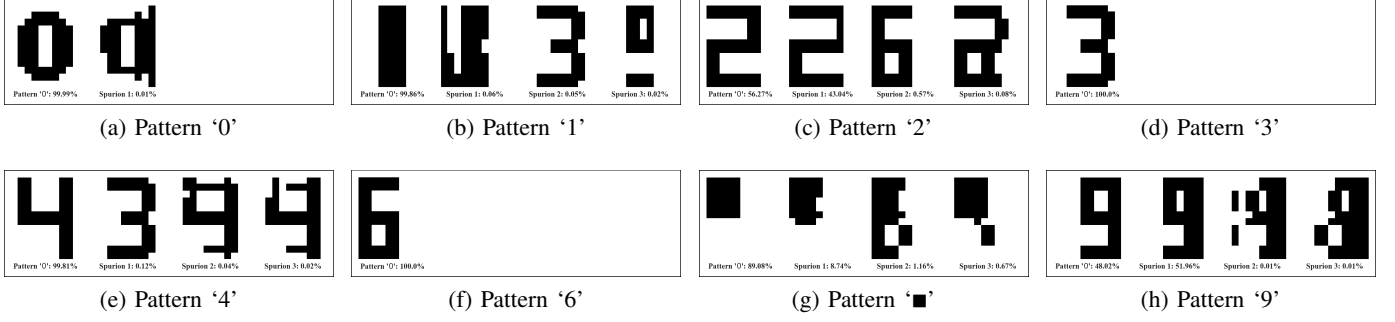 Pattern '0': 99.99% Spurion 1: 0.01%
Pattern '0': 99.86% Spurion 1: 0.06% Spurion 2: 0.05% Spurion 3: 0.02%
Pattern '0': 56.27% Spurion 1: 43.04% Spurion 2: 0.57% Spurion 3: 0.08%
Pattern '0': 100.0%
(a) Pattern ‘0’
(b) Pattern ‘1’
(c) Pattern ‘2’
(d) Pattern ‘3’
Pattern '0': 99.81% Spurion 1: 0.12% Spurion 2: 0.04% Spurion 3: 0.02%
Pattern '0': 100.0%
Pattern '0': 89.08% Spurion 1: 8.74% Spurion 2: 1.16% Spurion 3: 0.67%
Pattern '0': 48.02% Spurion 1: 51.96% Spurion 2: 0.01% Spurion 3: 0.01%
(e) Pattern ‘4’
(f) Pattern ‘6’
(g) Pattern ‘■’
(h) Pattern ‘9’